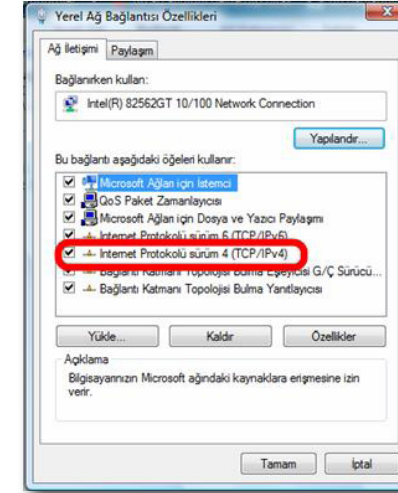 Yerel Ağ Bağlantısı Özellikleri
Ağ İletişimi Paylaşım
Bağlanırken kullan:
Intel(R) 82562GT 10/100 Network Connection
Yapılandır...
Bu bağlantı aşağıdaki öğeleri kullanır:
Microsoft Ağları için İstemci
QoS Paket Zamanlayıcısı
Microsoft Ağları için Dosya ve Yazıcı Paylaşımı
Internet Protokolü sürüm 6 (TCP/IPv6)
Internet Protokolü sürüm 4 (TCP/IPv4)
Bağlantı Katmanı Topolojisi Bulma Eşleyicisi G/Ç Sürücü...
Bağlantı Katmanı Topolojisi Bulma Yanıtlayıcısı
Yükle... Kaldır Özellikler
Açıklama
Bilgisayarınızın Microsoft ağındaki kaynaklara erişmesine izin
verir.
Tamam İptal